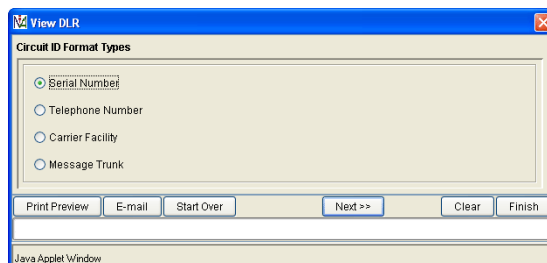 View DLR
Circuit ID Format Types
Serial Number
Telephone Number
Carrier Facility
Message Trunk
Print Preview E-mail Start Over Next >> Clear Finish
Java Applet Window